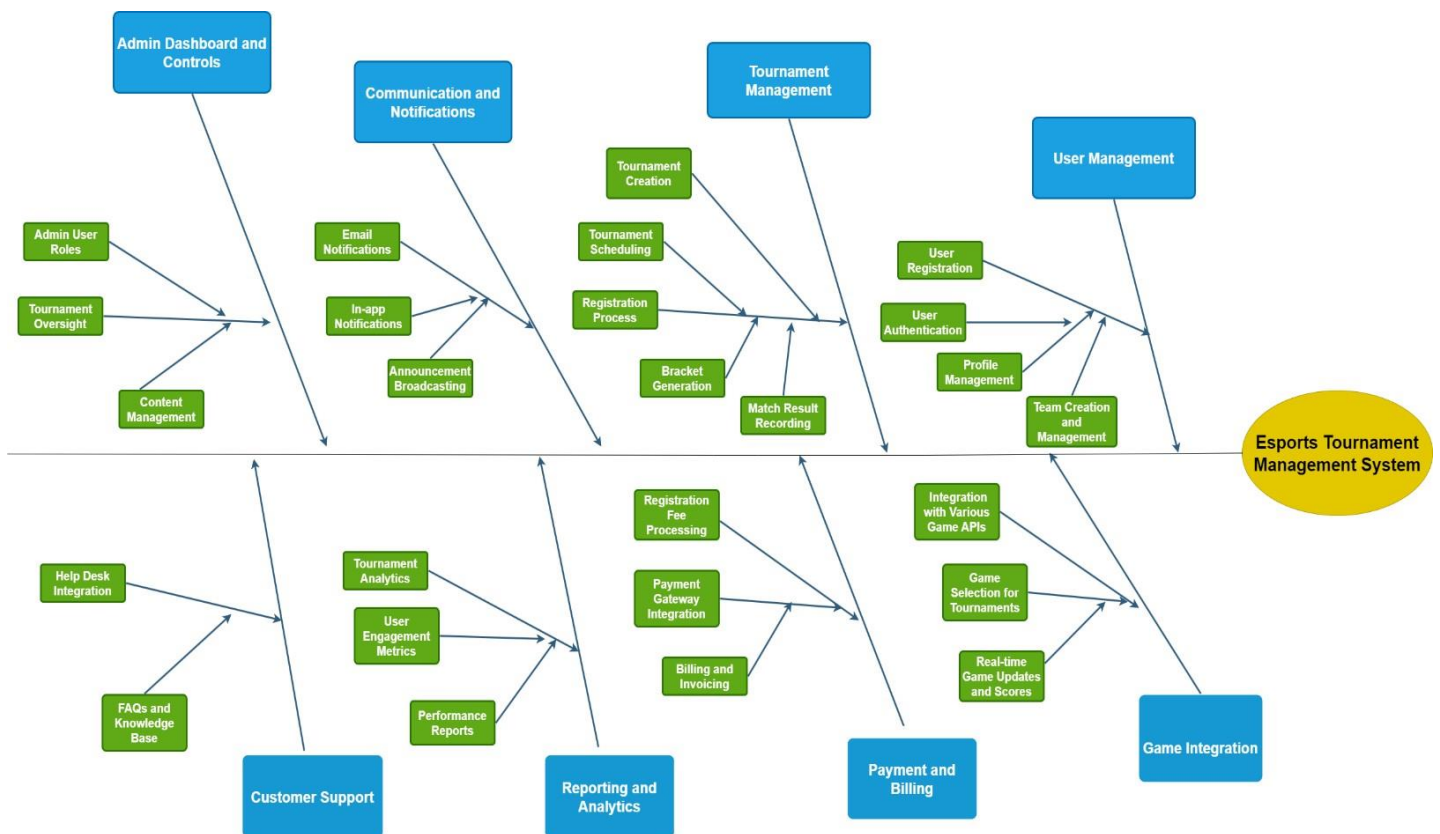 Admin Dashboard and
Controls
Communication and
Notifications
Tournament
Management
User Management
Admin User
Roles
Tournament
Oversight
Content
Management
Email
Notifications
In-app
Notifications
Announcement
Broadcasting
Tournament
Creation
Tournament
Scheduling
Registration
Process
Bracket
Generation
Match Result
Recording
User
Registration
User
Authentication
Profile
Management
Team Creation
and
Management
Esports Tournament
Management System
Help Desk
Integration
FAQs and
Knowledge
Base
Tournament
Analytics
User
Engagement
Metrics
Performance
Reports
Registration
Fee
Processing
Payment
Gateway
Integration
Billing and
Invoicing
Integration
with Various
Game APIs
Game
Selection for
Tournaments
Real-time
Game Updates
and Scores
Customer Support
Reporting and
Analytics
Payment and
Billing
Game Integration